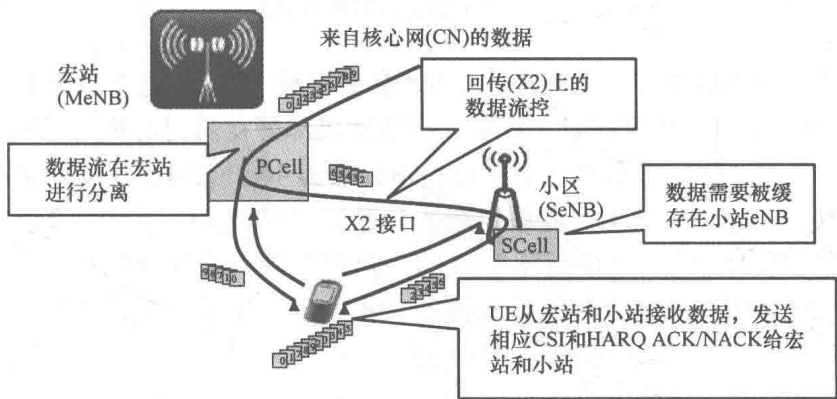 来自核心网(CN)的数据
宏站
(MeNB)
0123456789
回传(X2)上的
数据流控
数据流在宏站
进行分离
PCell
65432
小区
(SeNB)
数据需要被缓
存在小站eNB
X2 接口
SCell
98710
23456
UE从宏站和小站接收数据，发送
相应CSI和HARQ ACK/NACK给宏
站和小站